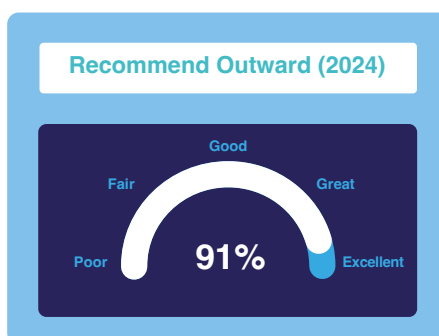 Recommend Outward (2024)
Good
Fair
Great
Poor
91%
Excellent